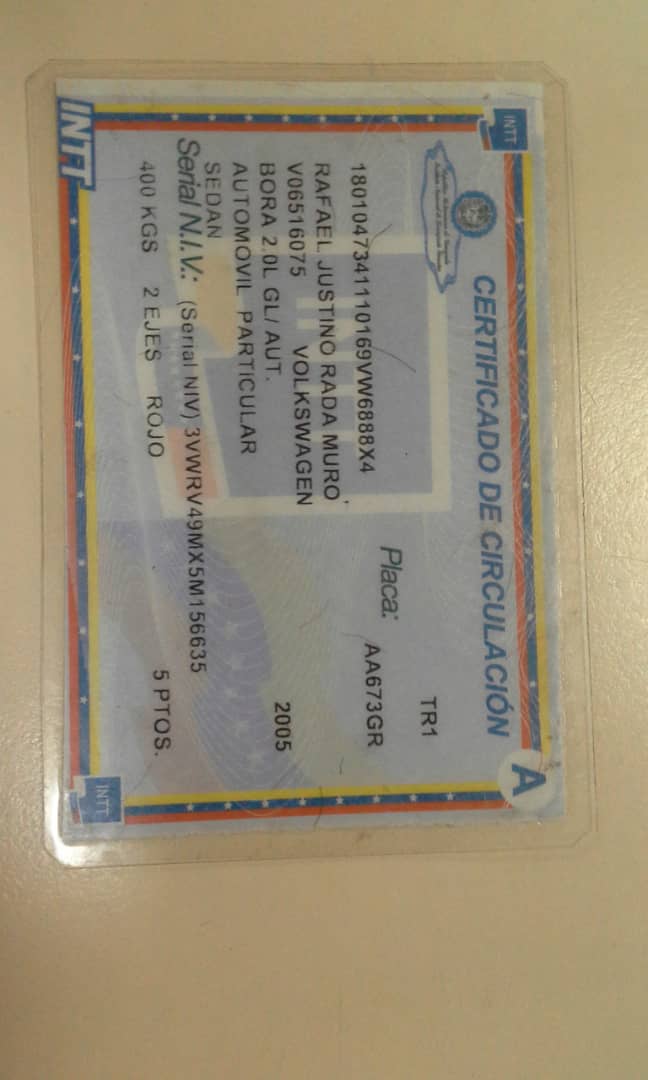 INTT
INTT
CERTIFICADO DE CIRCULACIÓN
A
TR1
1801047341110169VW6888X4
Placa: AA673GR
RAFAEL JUSTINO RADA MURO
V06516075 VOLKSWAGEN
BORA 2.0L GL/ AUT. 2005
AUTOMOVIL PARTICULAR
SEDAN
Serial N.I.V.: (Serial NIV) 3VWRV49MX5M156635
400 KGS 2 EJES ROJO 5 PTOS.
INTT